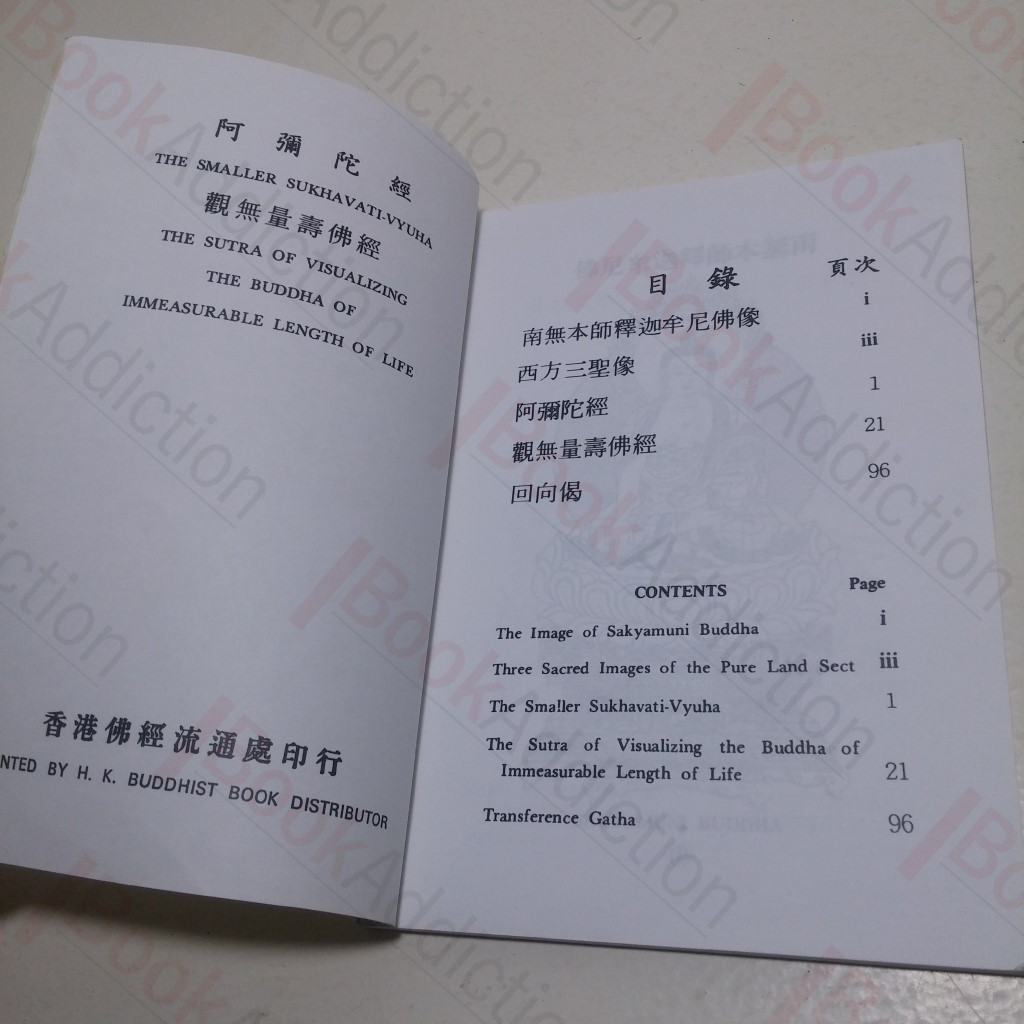 阿彌陀經
THE SMALLER SUKHAVATI-VYUHA
觀無量壽佛經
THE SUTRA OF VISUALIZING
THE BUDDHA OF
IMMEASURABLE LENGTH OF LIFE
香港佛經流通處印行
NTED BY H. K. BUDDHIST BOOK DISTRIBUTOR
目錄 頁次
南無本師釋迦牟尼佛像 i
西方三聖像 iii
阿彌陀經 1
觀無量壽佛經 21
回向偈 96
CONTENTS Page
The Image of Sakyamuni Buddha i
Three Sacred Images of the Pure Land Sect iii
The Smaller Sukhavati-Vyuha 1
The Sutra of Visualizing the Buddha of
Immeasurable Length of Life 21
Transference Gatha 96
BookAddiction